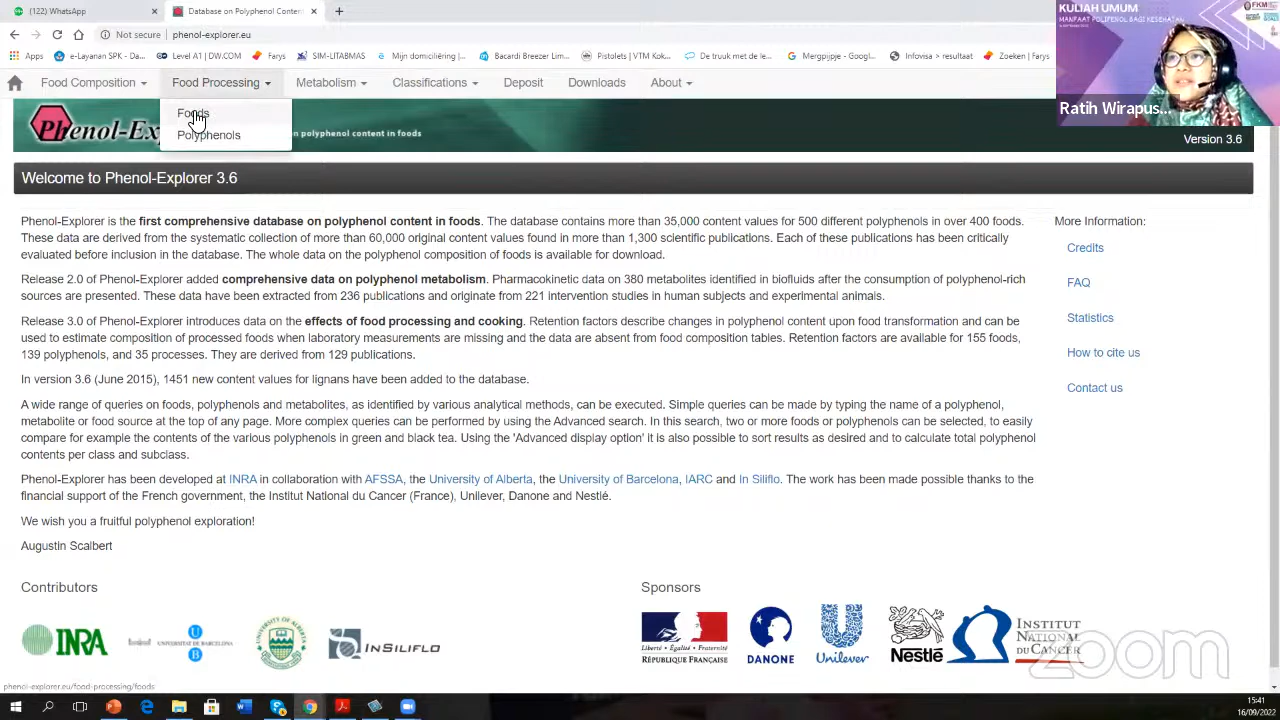 (122) WhatsApp
Database on Polyphenol Conten
Not secure
phenol-explorer.eu
Apps
e-Layanan SPK - Da...
Level A1 | DW.COM
Farys
SIM-LITABMAS
Mijn domiciliëring |...
Bacardi Breezer Lim...
Pistolets | VTM Kok...
De truuk met de le...
Mergpijpje - Googl...
Infovisa > resultaat
Zoeken | Farys
Food Composition
Food Processing
Metabolism
Classifications
Deposit
Downloads
About
Foods
Polyphenols
Phenol-Ex
n polyphenol content in foods
Version 3.6
KULIAH UMUM
MANFAAT POLIFENOL BAGI KESEHATAN
FKM
Ratih Wirapus...
Welcome to Phenol-Explorer 3.6
Phenol-Explorer is the first comprehensive database on polyphenol content in foods. The database contains more than 35,000 content values for 500 different polyphenols in over 400 foods.
These data are derived from the systematic collection of more than 60,000 original content values found in more than 1,300 scientific publications. Each of these publications has been critically
evaluated before inclusion in the database. The whole data on the polyphenol composition of foods is available for download.
Release 2.0 of Phenol-Explorer added comprehensive data on polyphenol metabolism. Pharmacokinetic data on 380 metabolites identified in biofluids after the consumption of polyphenol-rich
sources are presented. These data have been extracted from 236 publications and originate from 221 intervention studies in human subjects and experimental animals.
Release 3.0 of Phenol-Explorer introduces data on the effects of food processing and cooking. Retention factors describe changes in polyphenol content upon food transformation and can be
used to estimate composition of processed foods when laboratory measurements are missing and the data are absent from food composition tables. Retention factors are available for 155 foods,
139 polyphenols, and 35 processes. They are derived from 129 publications.
In version 3.6 (June 2015), 1451 new content values for lignans have been added to the database.
A wide range of queries on foods, polyphenols and metabolites, as identified by various analytical methods, can be executed. Simple queries can be made by typing the name of a polyphenol,
metabolite or food source at the top of any page. More complex queries can be performed by using the Advanced search. In this search, two or more foods or polyphenols can be selected, to easily
compare for example the contents of the various polyphenols in green and black tea. Using the 'Advanced display option' it is also possible to sort results as desired and to calculate total polyphenol
contents per class and subclass.
Phenol-Explorer has been developed at INRA in collaboration with AFSSA, the University of Alberta, the University of Barcelona, IARC and In Siliflo. The work has been made possible thanks to the
financial support of the French government, the Institut National du Cancer (France), Unilever, Danone and Nestlé.
We wish you a fruitful polyphenol exploration!
Augustin Scalbert
More Information:
Credits
FAQ
Statistics
How to cite us
Contact us
Contributors
Sponsors
INRA
UNIVERSITAT DE BARCELONA
UNIVERSITY OF ALBERTA
INSILIFLO
Liberté • Égalité • Fraternité
RÉPUBLIQUE FRANÇAISE
DANONE
Unilever
Nestlé
INSTITUT
NATIONAL
DU CANCER
zoom
phenol-explorer.eu/food-processing/foods
15:41
16/09/2022